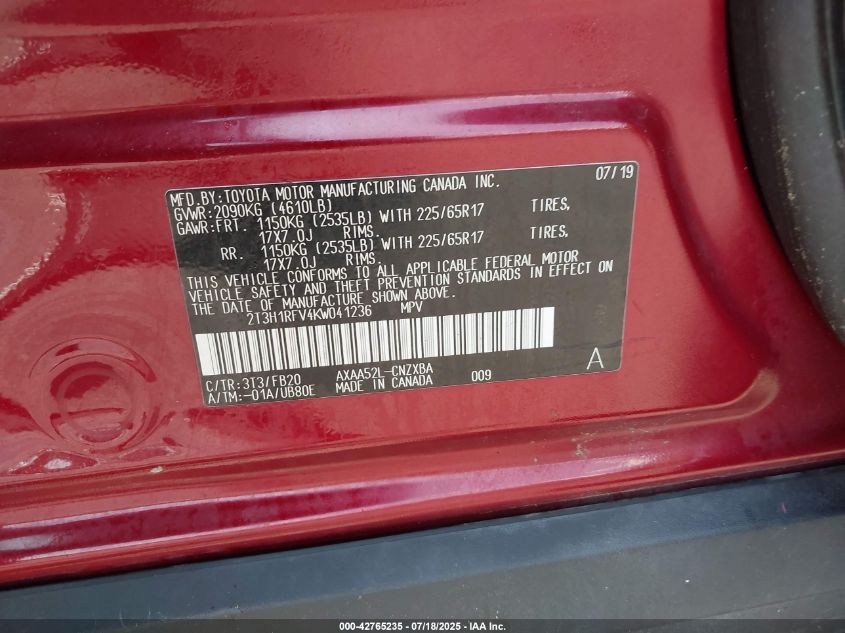 MFD.BY:TOYOTA MOTOR MANUFACTURING CANADA INC. 07/19
GVWR:2090KG (4610LB)
GAWR:FRT. 1150KG (2535LB) WITH 225/65R17 TIRES,
17X7.0J RIMS.
RR. 1150KG (2535LB) WITH 225/65R17 TIRES,
17X7.0J RIMS.
THIS VEHICLE CONFORMS TO ALL APPLICABLE FEDERAL MOTOR
VEHICLE SAFETY AND THEFT PREVENTION STANDARDS IN EFFECT ON
THE DATE OF MANUFACTURE SHOWN ABOVE.
2T3H1RFV4KW041236 MPV
C/TR:3T3/FB20 AXAA52L-CNZXBA A
A/TM:-01A/UB80E MADE IN CANADA 009
000-42765235 - 07/18/2025 - IAA Inc.